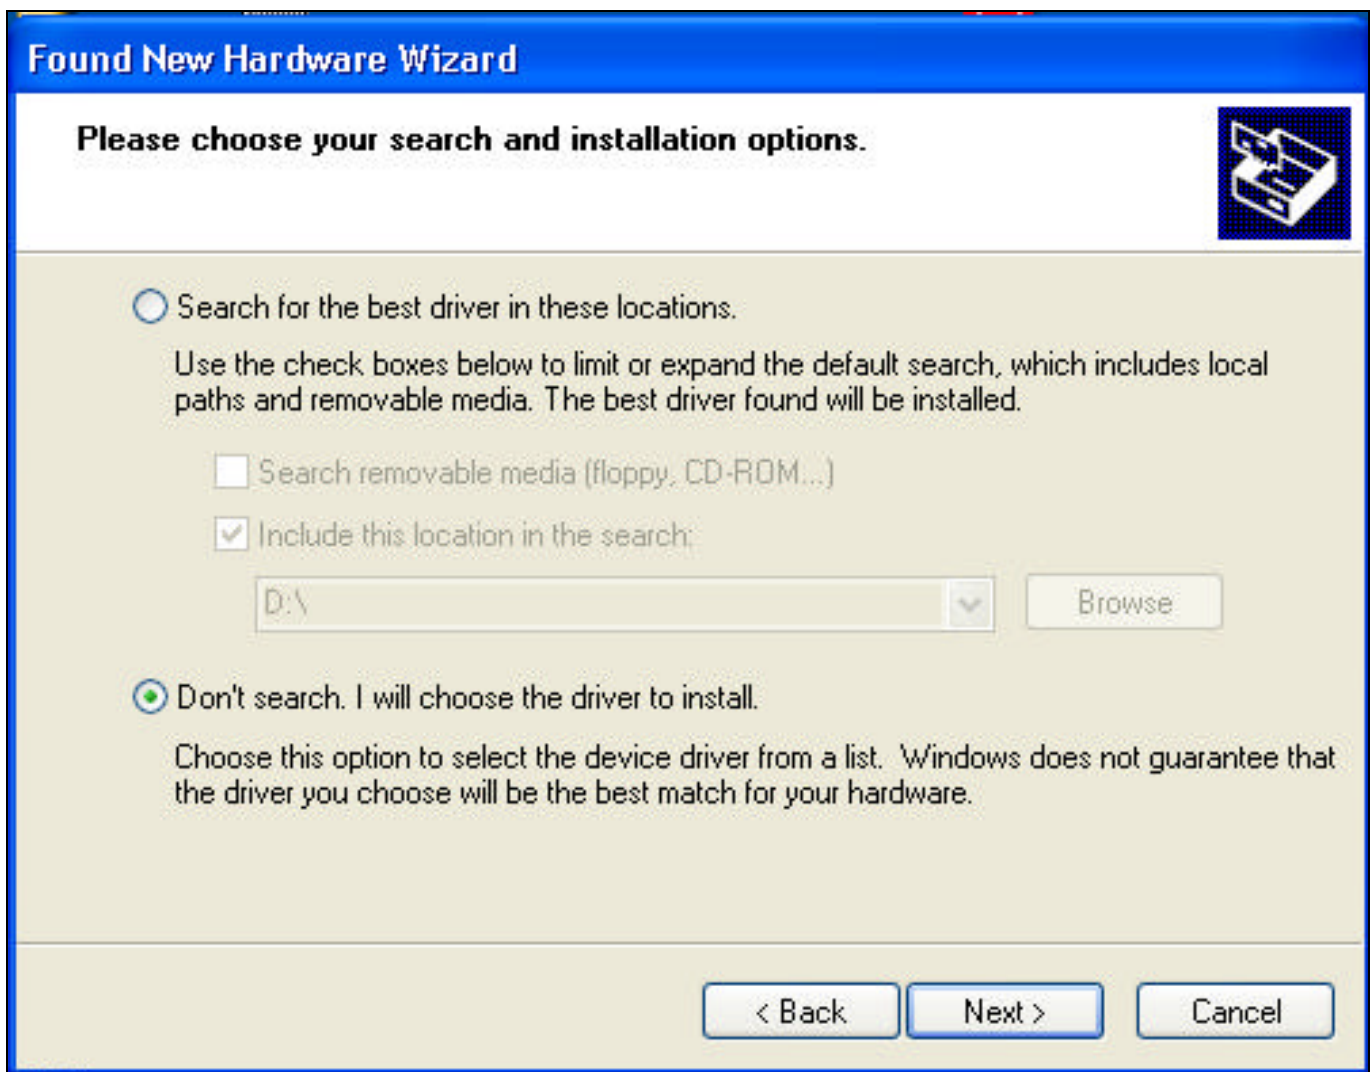 Found New Hardware Wizard
Please choose your search and installation options.
Search for the best driver in these locations.
Use the check boxes below to limit or expand the default search, which includes local
paths and removable media. The best driver found will be installed.
Search removable media (floppy, CD-ROM...)
Include this location in the search:
D:\
Browse
Don't search. I will choose the driver to install.
Choose this option to select the device driver from a list.  Windows does not guarantee that
the driver you choose will be the best match for your hardware.
< Back
Next >
Cancel